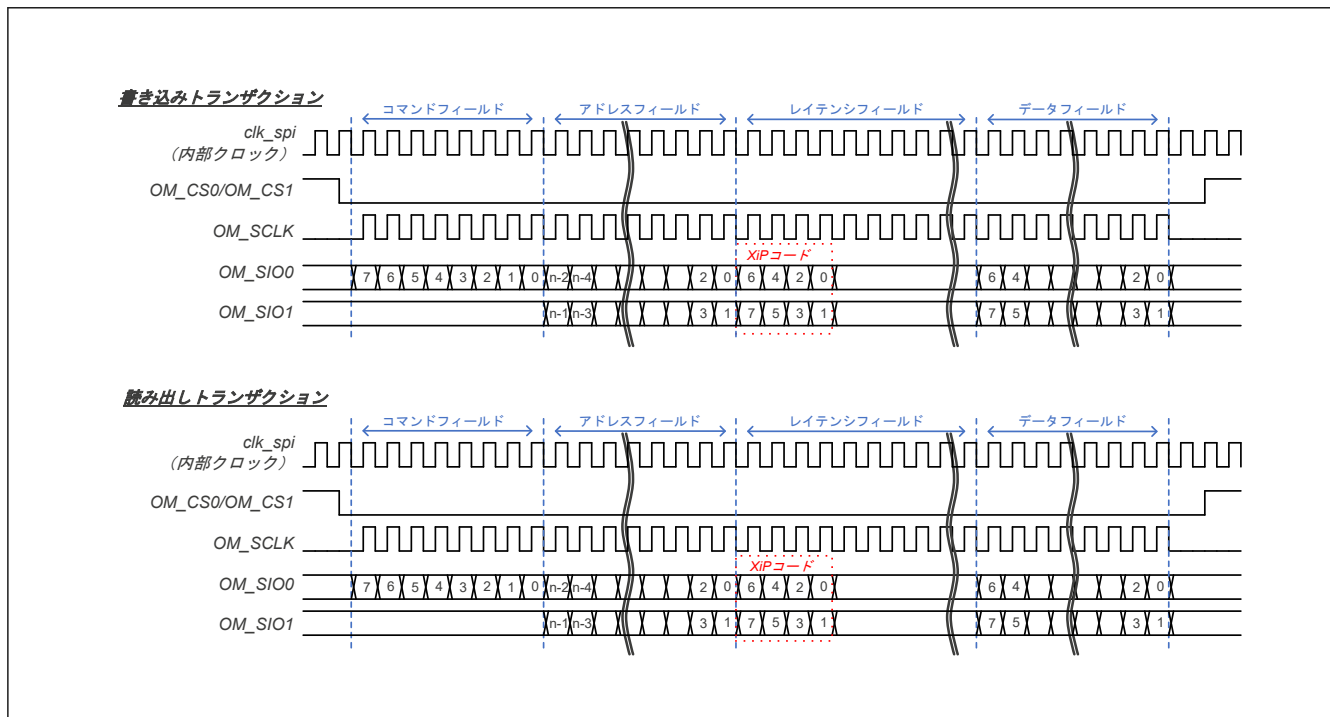 書き込みトランザクション
コマンドフィールド アドレスフィールド レイテンシフィールド データフィールド
clk_spi
（内部クロック）
OM_CS0/OM_CS1
OM_SCLK
XiPコード
OM_SIO0 7 6 5 4 3 2 1 0 n-2 n-4 2 0 6 4 2 0 6 4 2 0
OM_SIO1 n-1 n-3 3 1 7 5 3 1 7 5 3 1
読み出しトランザクション
コマンドフィールド アドレスフィールド レイテンシフィールド データフィールド
clk_spi
（内部クロック）
OM_CS0/OM_CS1
OM_SCLK
XiPコード
OM_SIO0 7 6 5 4 3 2 1 0 n-2 n-4 2 0 6 4 2 0 6 4 2 0
OM_SIO1 n-1 n-3 3 1 7 5 3 1 7 5 3 1